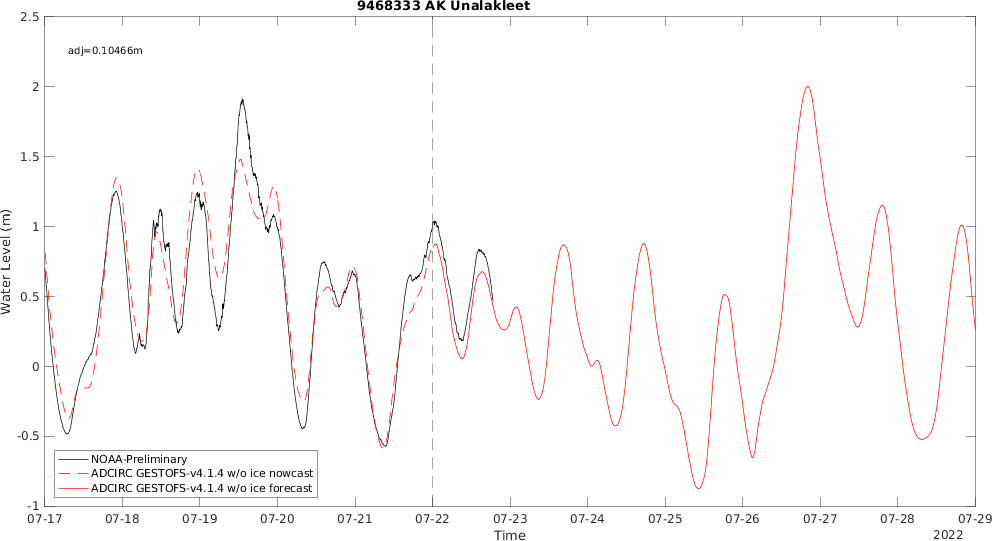 9468333 AK Unalakleet
adj=0.10466m
Water Level (m)
2.5
2
1.5
1
0.5
0
-0.5
-1
NOAA-Preliminary
ADCIRC GESTOFS-v4.1.4 w/o ice nowcast
ADCIRC GESTOFS-v4.1.4 w/o ice forecast
07-17 07-18 07-19 07-20 07-21 07-22 07-23 07-24 07-25 07-26 07-27 07-28 07-29
Time
2022